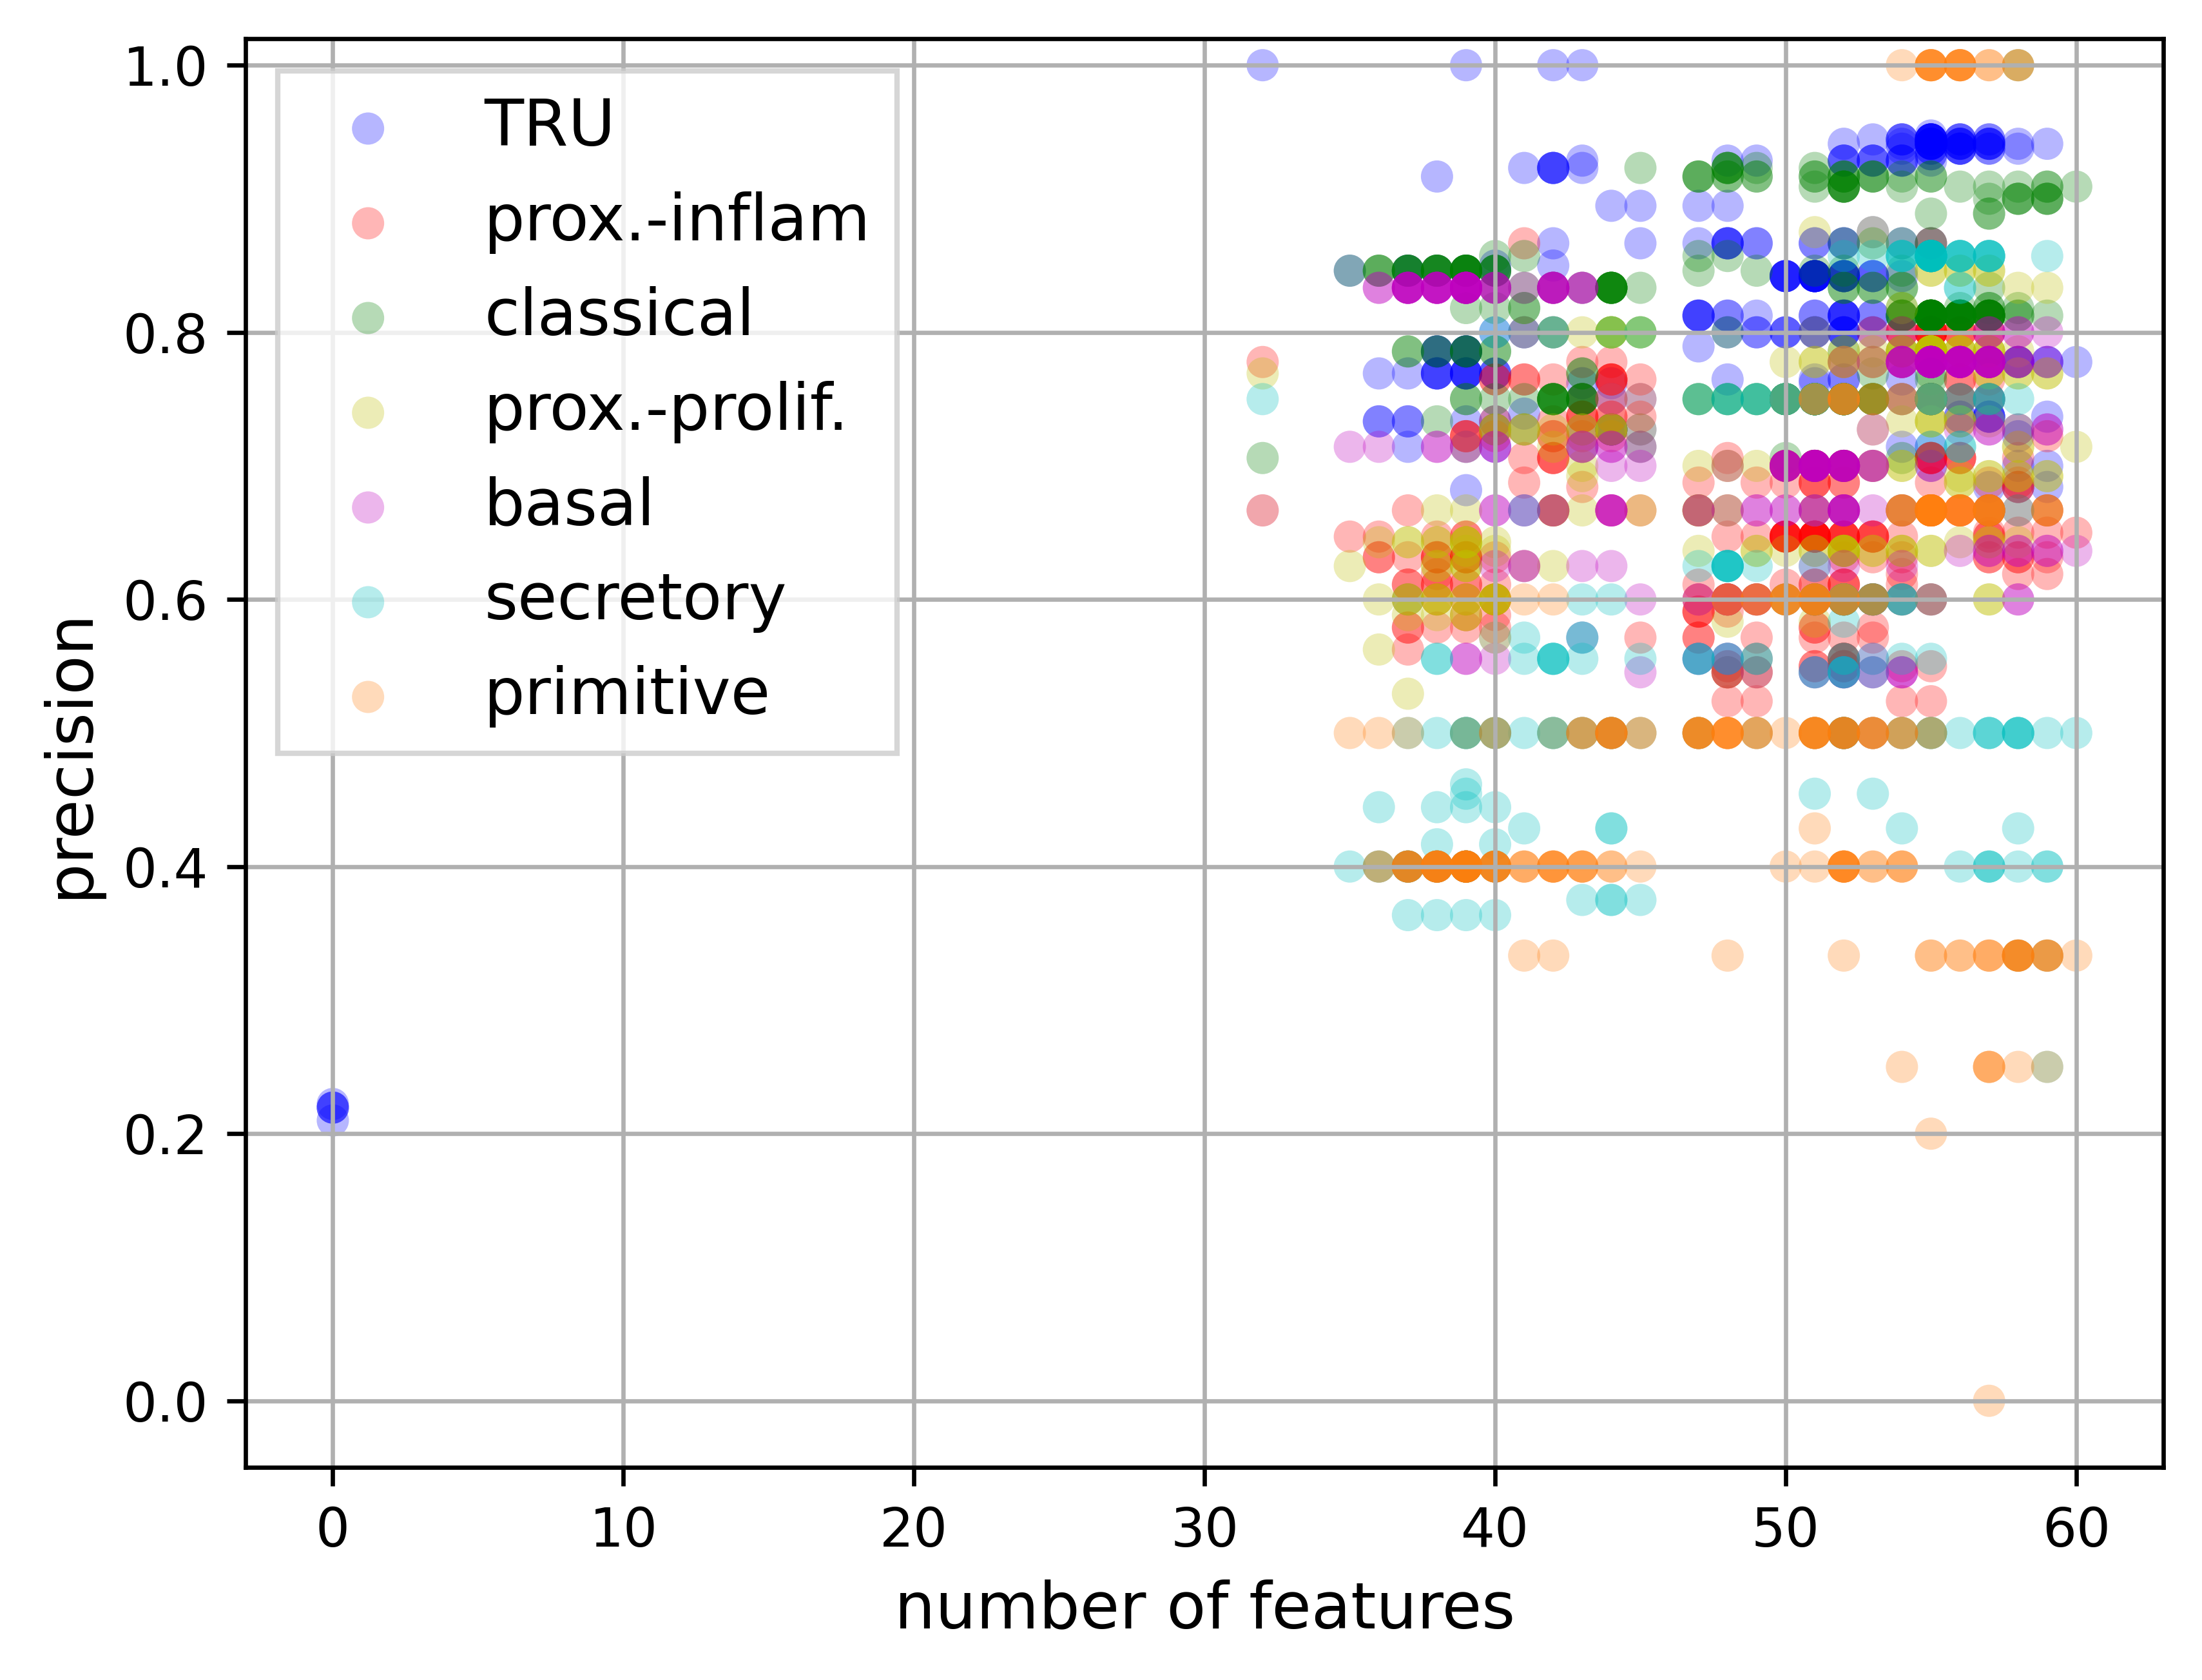 1.0
0.8
0.6
0.4
0.2
0.0
precision
TRU
prox.-inflam
classical
prox.-prolif.
basal
secretory
primitive
0 10 20 30 40 50 60
number of features